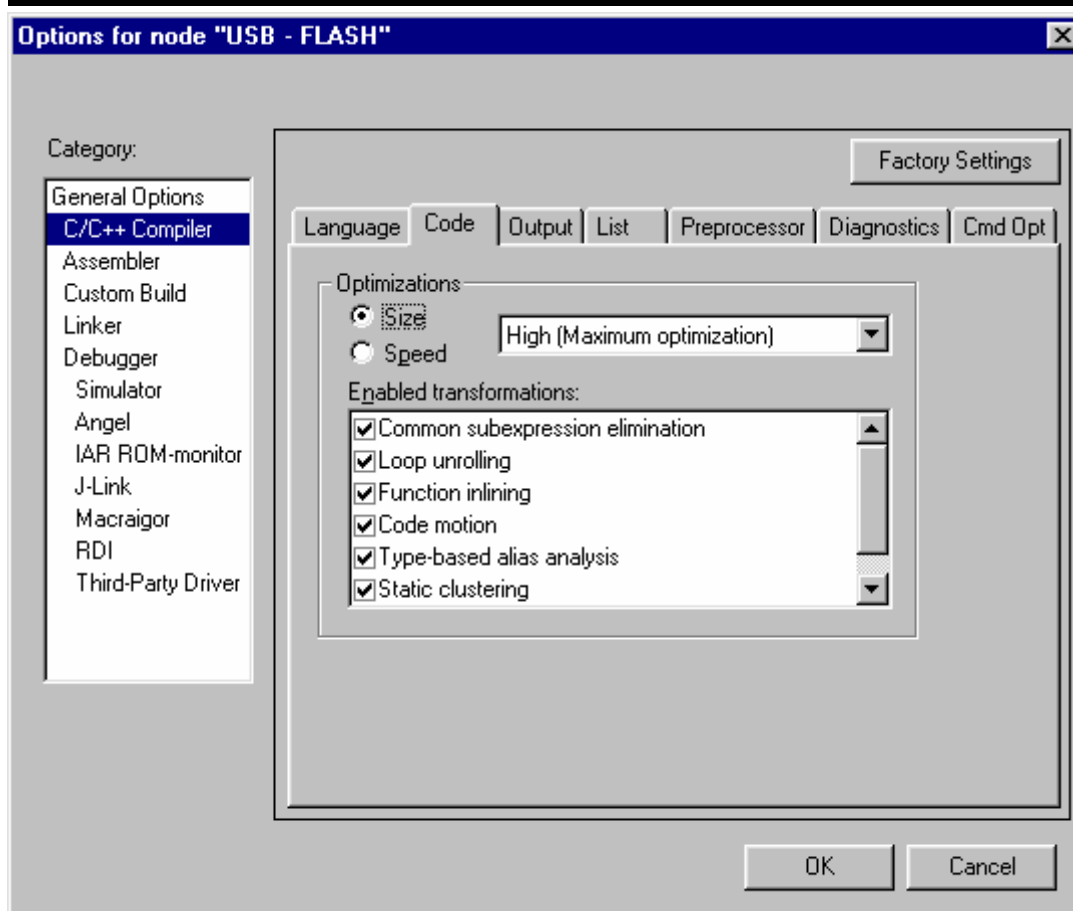 Options for node "USB - FLASH"
Category:
Factory Settings
General Options
C/C++ Compiler
Assembler
Custom Build
Linker
Debugger
Simulator
Angel
IAR ROM-monitor
J-Link
Macraigor
RDI
Third-Party Driver
Language Code Output List Preprocessor Diagnostics Cmd Opt
Optimizations
Size
Speed
High (Maximum optimization)
Enabled transformations:
Common subexpression elimination
Loop unrolling
Function inlining
Code motion
Type-based alias analysis
Static clustering
OK Cancel